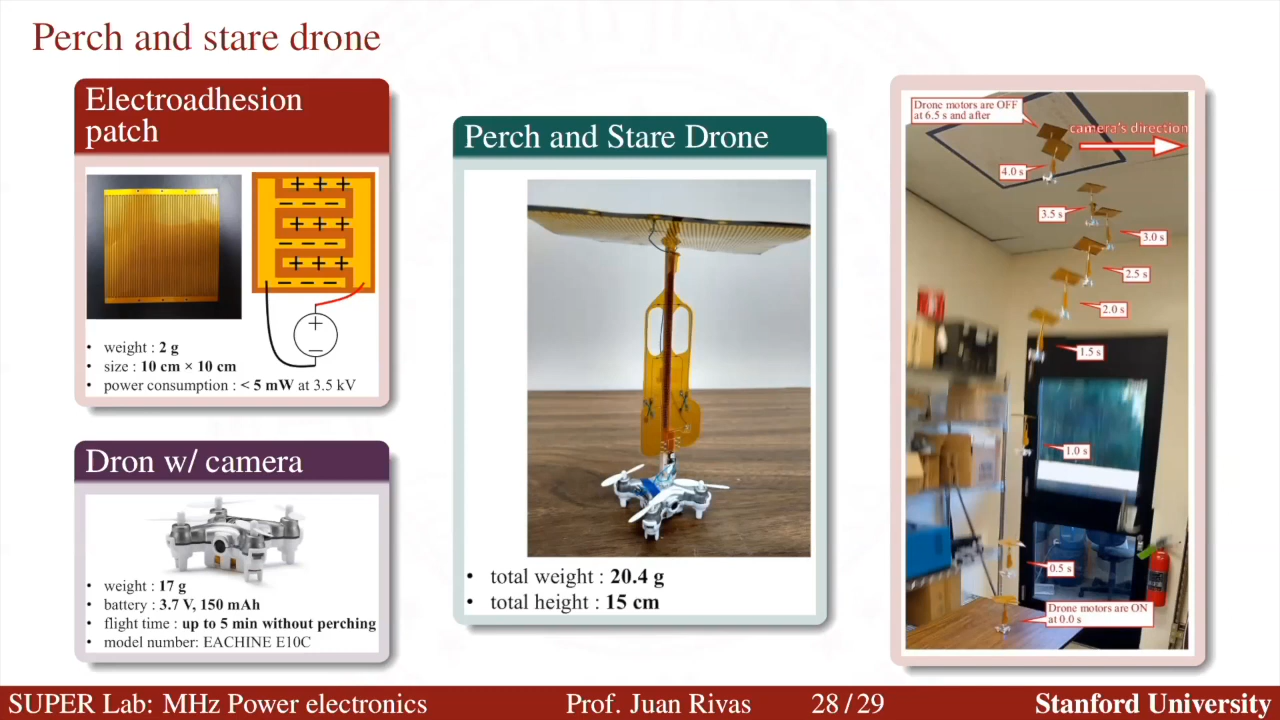 Perch and stare drone
Electroadhesion
patch
+ + +
− − −
+ + +
− − −
+ + +
− − −
+
−
• weight : 2 g
• size : 10 cm × 10 cm
• power consumption : < 5 mW at 3.5 kV
Dron w/ camera
• weight : 17 g
• battery : 3.7 V, 150 mAh
• flight time : up to 5 min without perching
• model number: EACHINE E10C
Perch and Stare Drone
• total weight : 20.4 g
• total height : 15 cm
Drone motors are OFF
at 6.5 s and after
camera's direction
4.0 s
3.5 s
3.0 s
2.5 s
2.0 s
1.5 s
1.0 s
0.5 s
Drone motors are ON
at 0.0 s
SUPER Lab: MHz Power electronics Prof. Juan Rivas 28 / 29 Stanford University